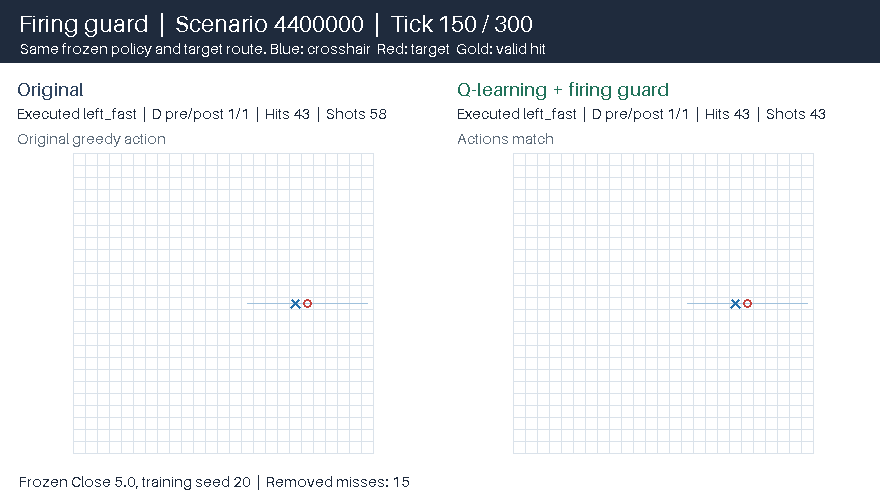 Firing guard | Scenario 4400000 | Tick 150 / 300
Same frozen policy and target route. Blue: crosshair  Red: target  Gold: valid hit
Original
Executed left_fast | D pre/post 1/1 | Hits 43 | Shots 58
Original greedy action
Q-learning + firing guard
Executed left_fast | D pre/post 1/1 | Hits 43 | Shots 43
Actions match
Frozen Close 5.0, training seed 20 | Removed misses: 15